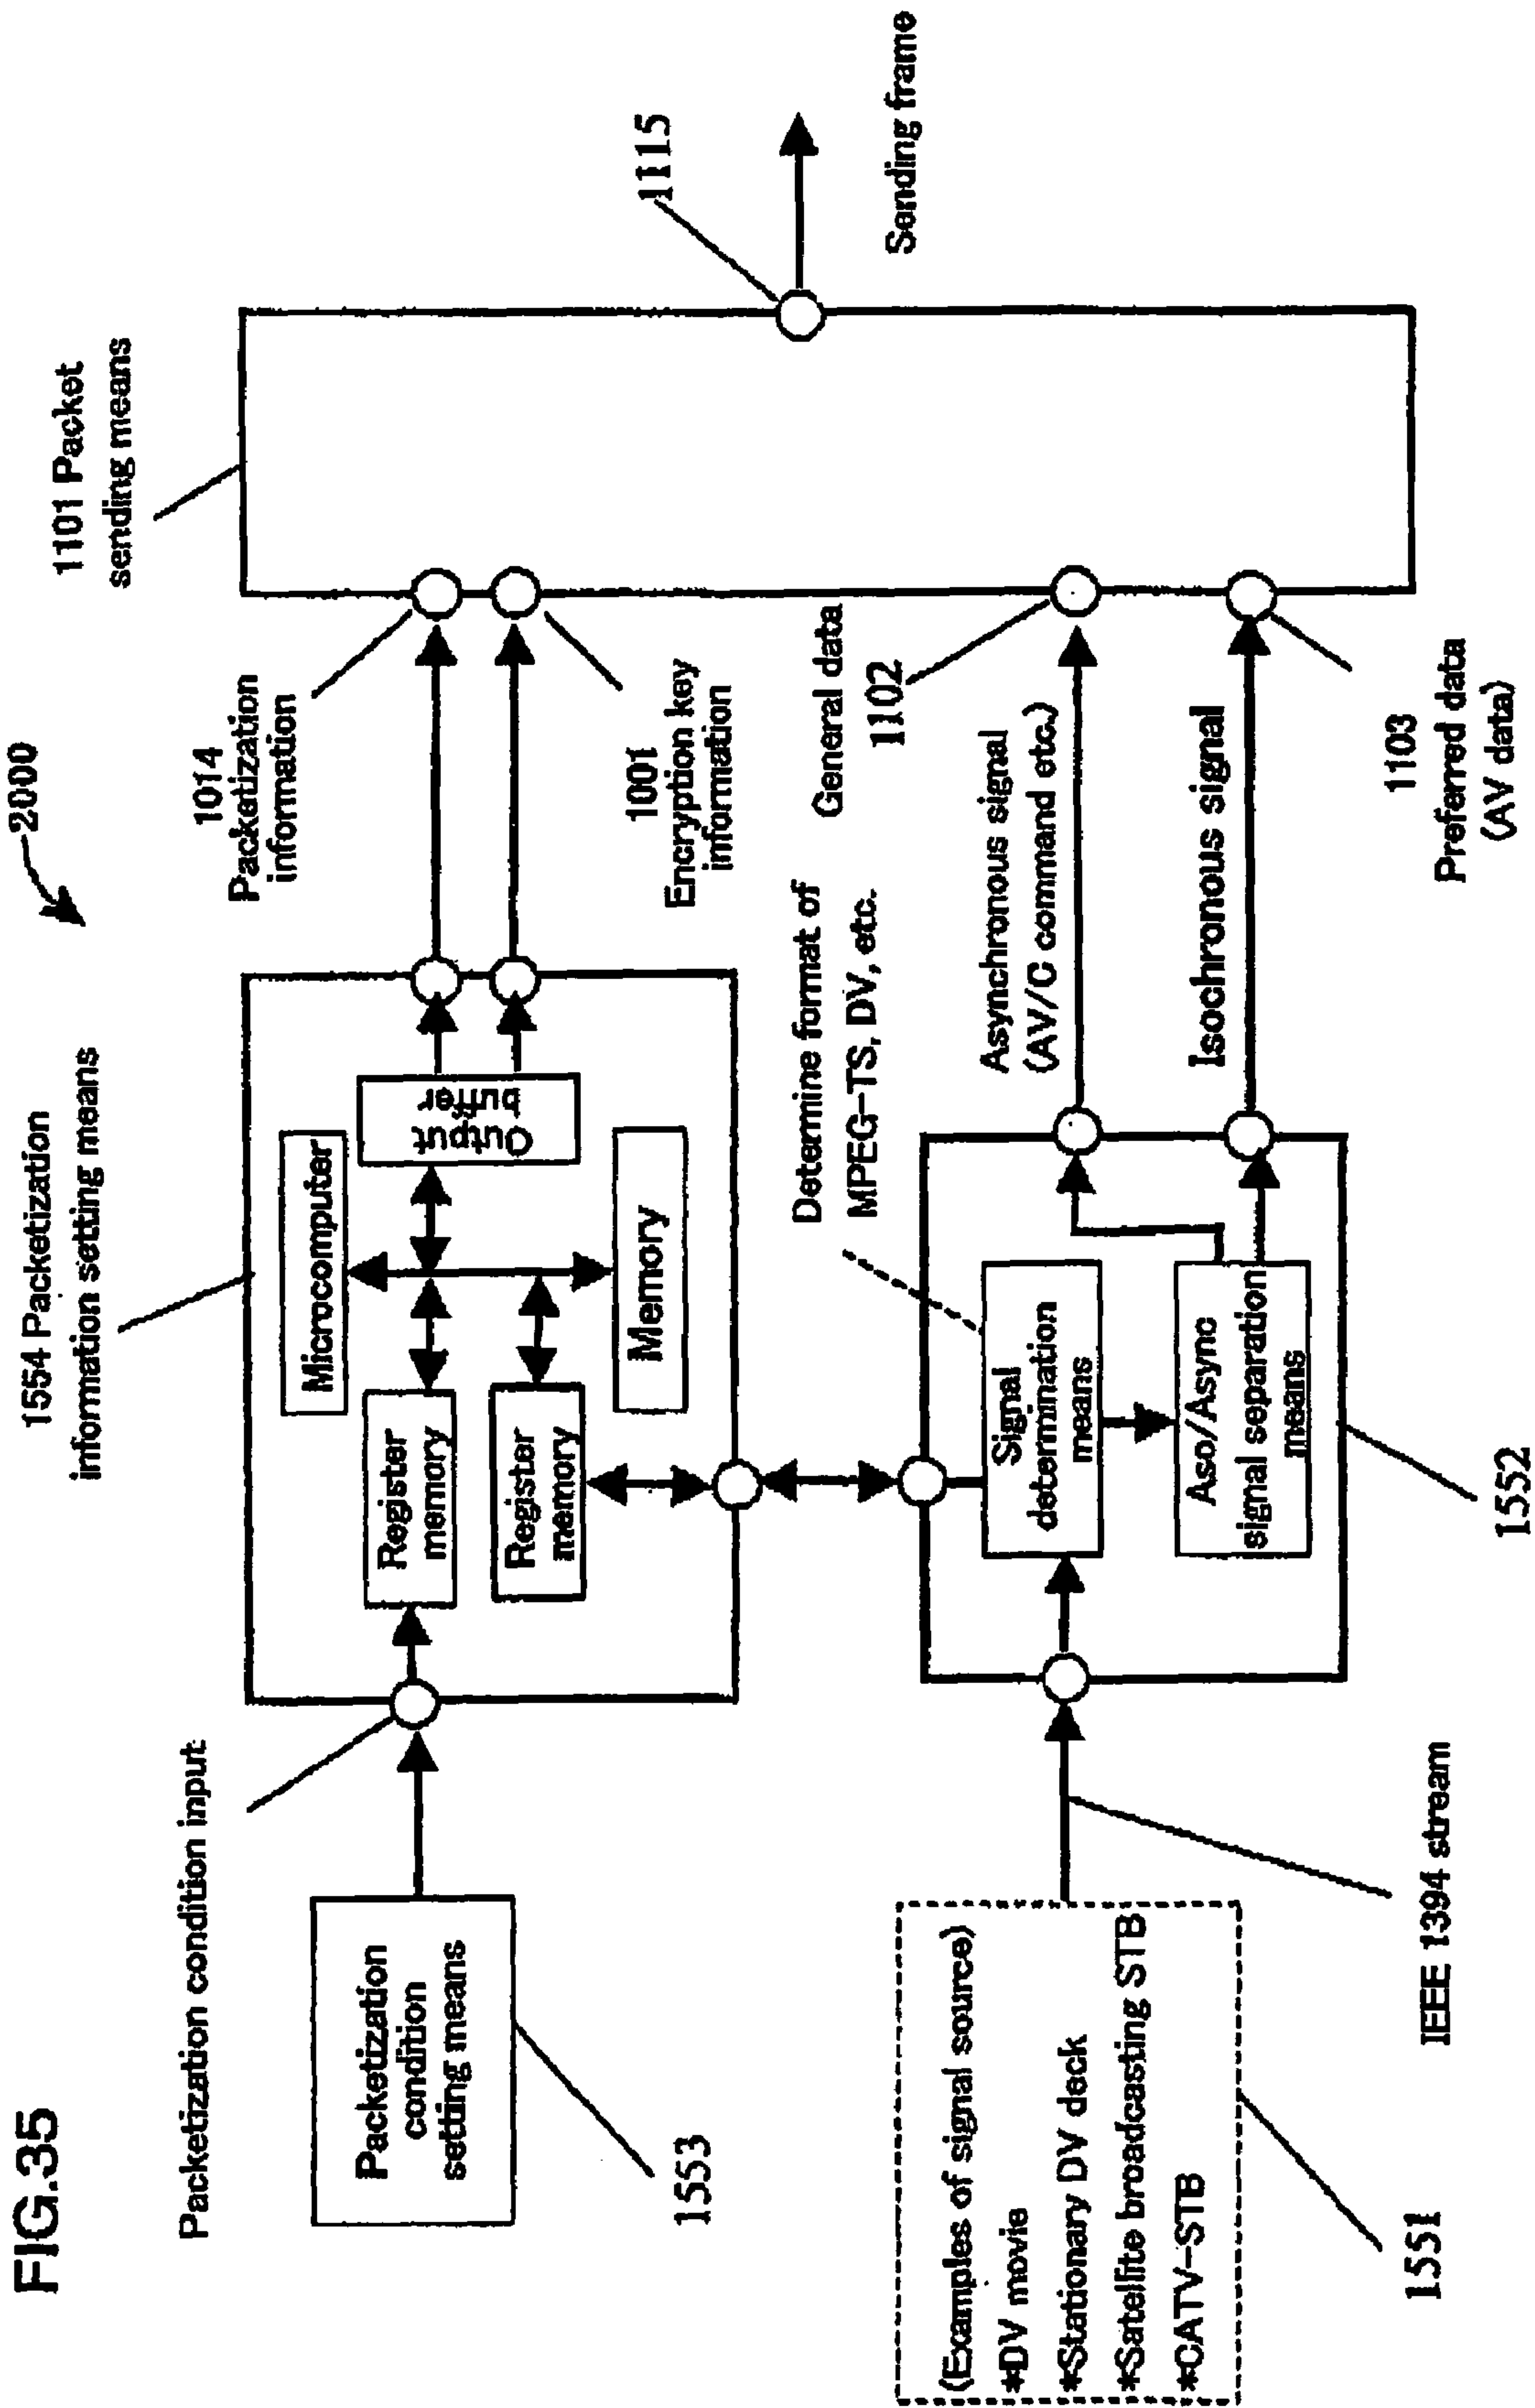 FIG.35
2000
Packetization condition input
1554 Packetization
information setting means
1014
Packetization
information
1101 Packet
sending means
Packetization
condition
setting means
1553
Register
memory
Register
memory
Microcomputer
Memory
Output
buffer
1001
Encryption key
information
1115
Sending frame
(Examples of signal source)
*DV movie
*Stationary DV deck
*Satellite broadcasting STB
*CATV-STB
1551
IEEE 1394 stream
Determine format of
MPEG-TS, DV, etc.
Signal
determination
means
Aso/Async
signal separation
means
1552
Asynchronous signal
(AV/C command etc.)
Isochronous signal
General data
1102
1103
Preferred data
(AV data)